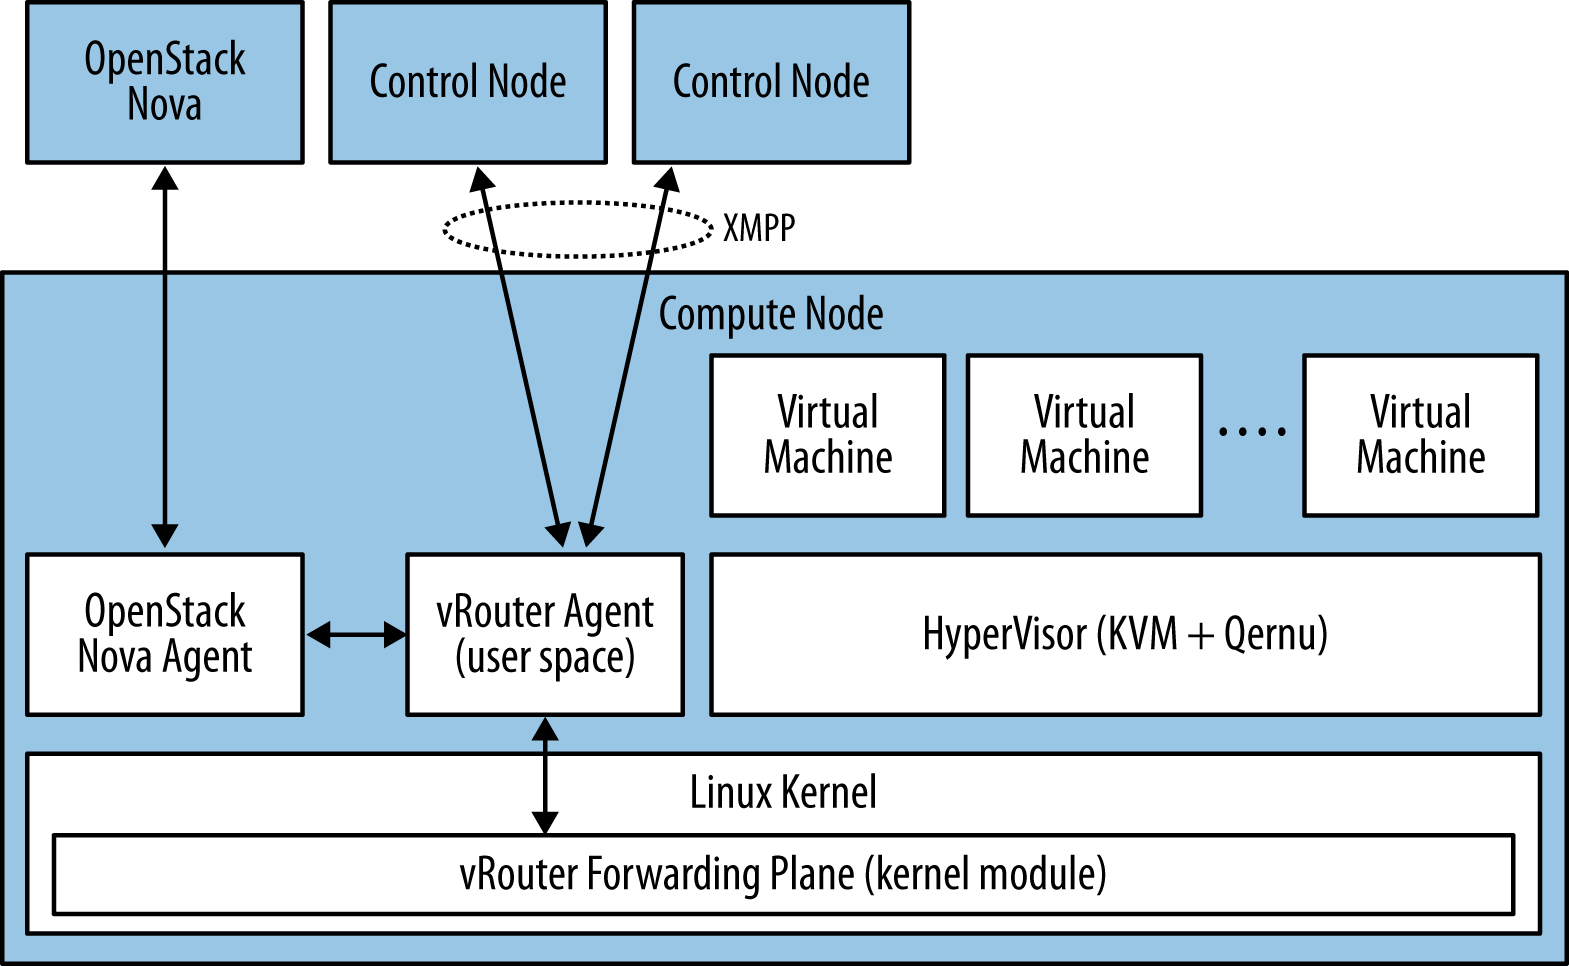 OpenStack
Nova
Control Node
Control Node
XMPP
Compute Node
Virtual
Machine
Virtual
Machine
....
Virtual
Machine
OpenStack
Nova Agent
vRouter Agent
(user space)
HyperVisor (KVM + Qernu)
Linux Kernel
vRouter Forwarding Plane (kernel module)